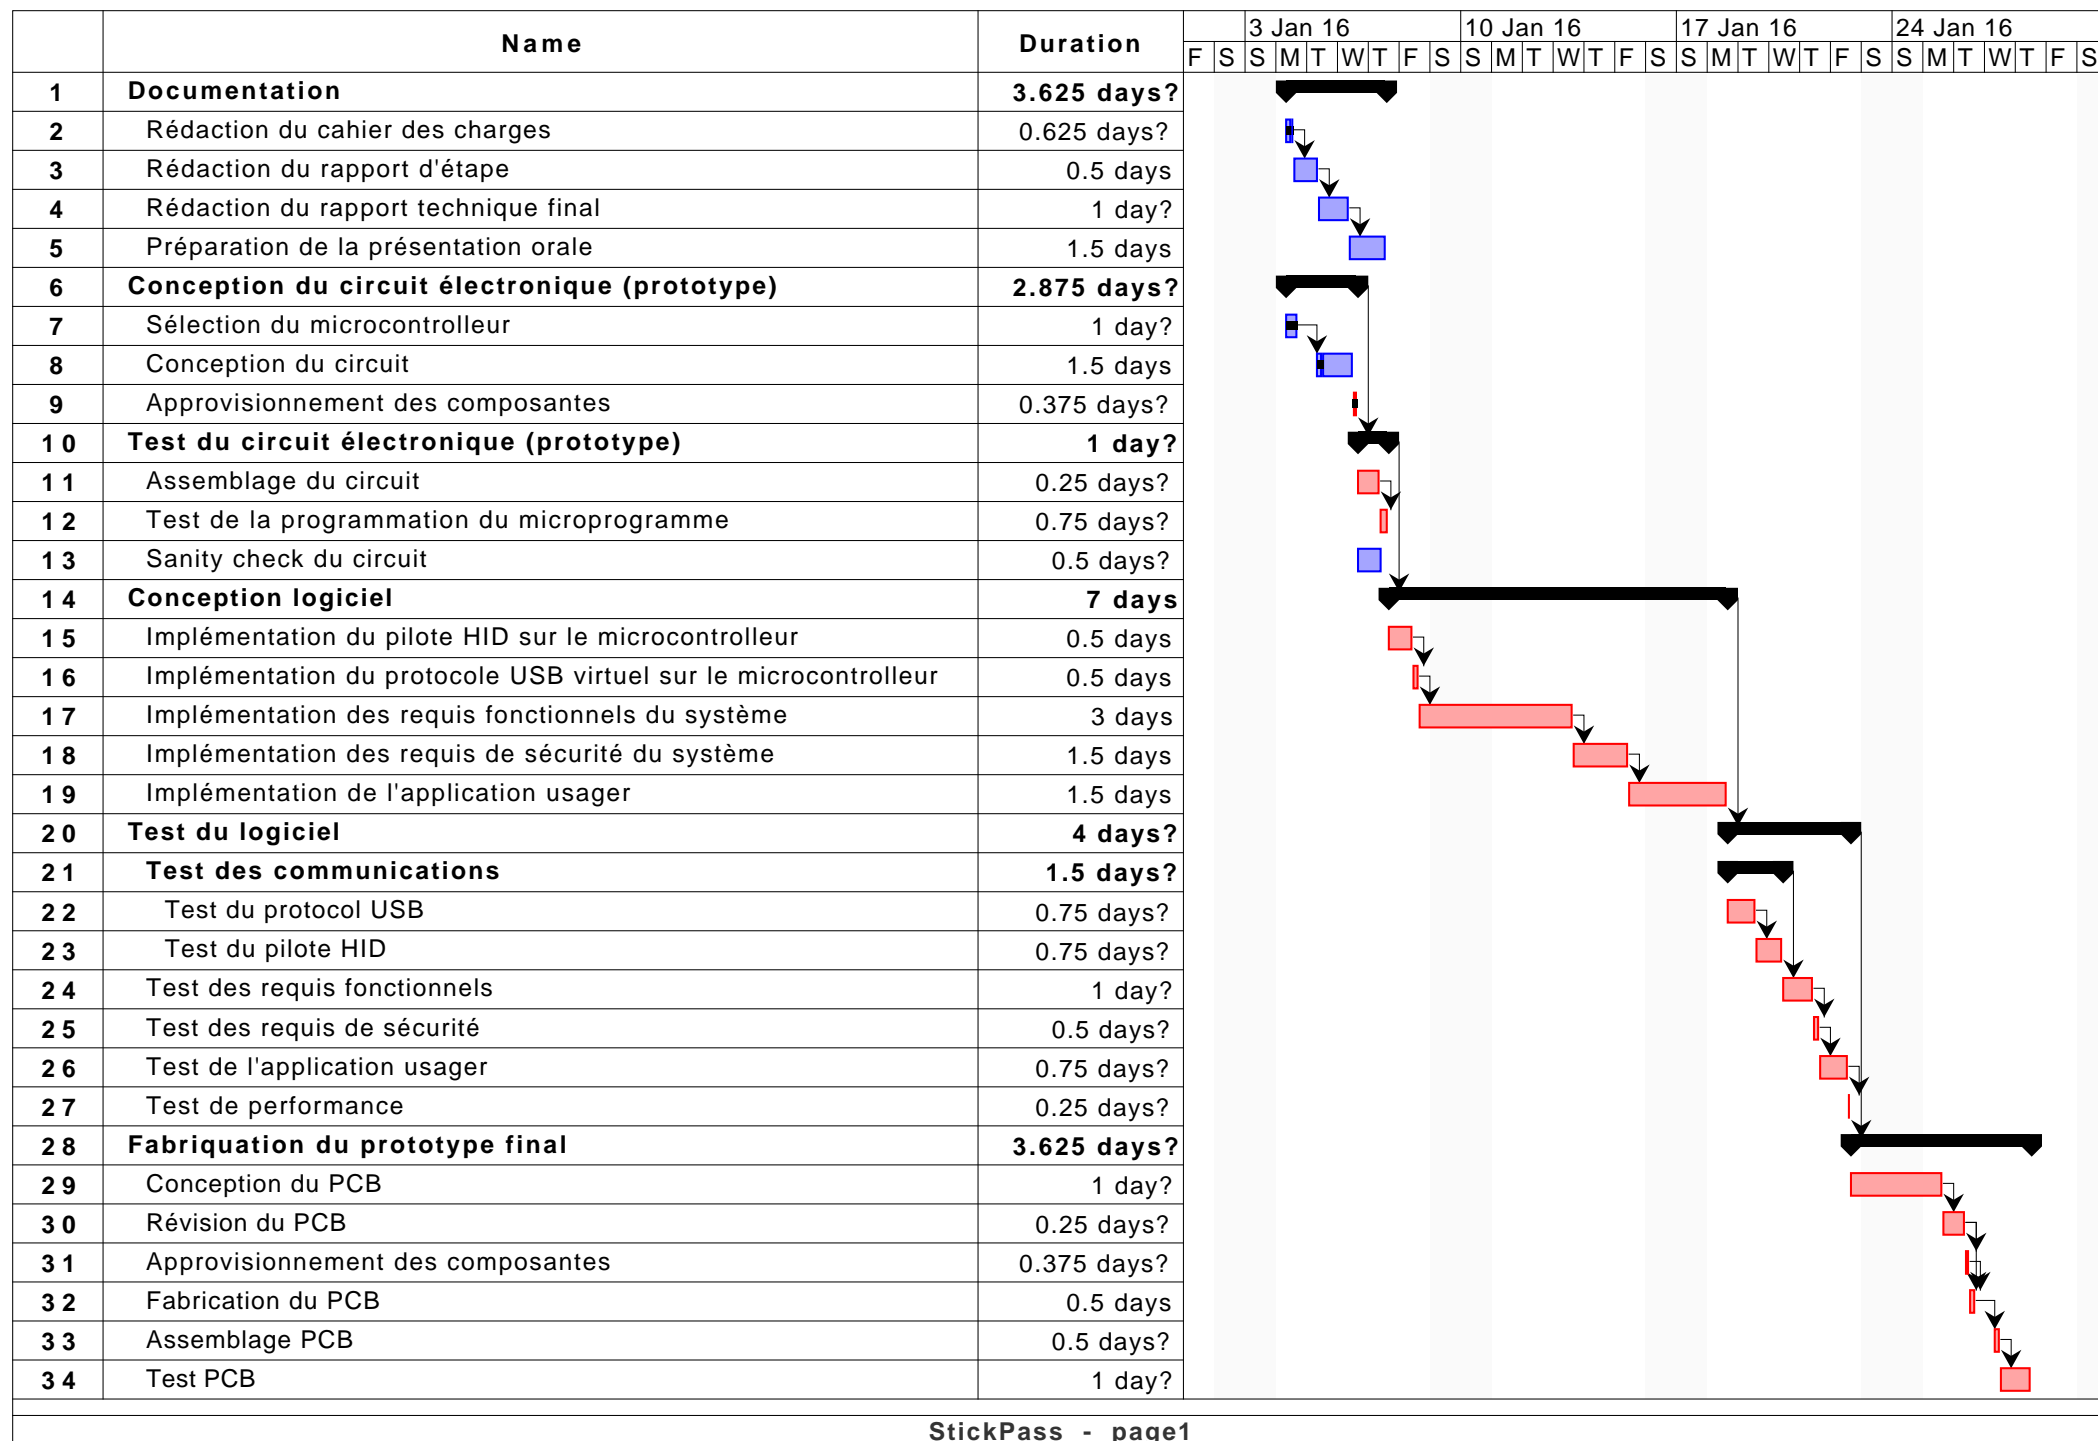 Name Duration 3 Jan 16 10 Jan 16 17 Jan 16 24 Jan 16
F S S M T W T F S S M T W T F S S M T W T F S S M T W T F S
1 Documentation 3.625 days?
2 Rédaction du cahier des charges 0.625 days?
3 Rédaction du rapport d'étape 0.5 days
4 Rédaction du rapport technique final 1 day?
5 Préparation de la présentation orale 1.5 days
6 Conception du circuit électronique (prototype) 2.875 days?
7 Sélection du microcontrolleur 1 day?
8 Conception du circuit 1.5 days
9 Approvisionnement des composantes 0.375 days?
10 Test du circuit électronique (prototype) 1 day?
11 Assemblage du circuit 0.25 days?
12 Test de la programmation du microprogramme 0.75 days?
13 Sanity check du circuit 0.5 days?
14 Conception logiciel 7 days
15 Implémentation du pilote HID sur le microcontrolleur 0.5 days
16 Implémentation du protocole USB virtuel sur le microcontrolleur 0.5 days
17 Implémentation des requis fonctionnels du système 3 days
18 Implémentation des requis de sécurité du système 1.5 days
19 Implémentation de l'application usager 1.5 days
20 Test du logiciel 4 days?
21 Test des communications 1.5 days?
22 Test du protocol USB 0.75 days?
23 Test du pilote HID 0.75 days?
24 Test des requis fonctionnels 1 day?
25 Test des requis de sécurité 0.5 days?
26 Test de l'application usager 0.75 days?
27 Test de performance 0.25 days?
28 Fabriquation du prototype final 3.625 days?
29 Conception du PCB 1 day?
30 Révision du PCB 0.25 days?
31 Approvisionnement des composantes 0.375 days?
32 Fabrication du PCB 0.5 days
33 Assemblage PCB 0.5 days?
34 Test PCB 1 day?
StickPass - page1